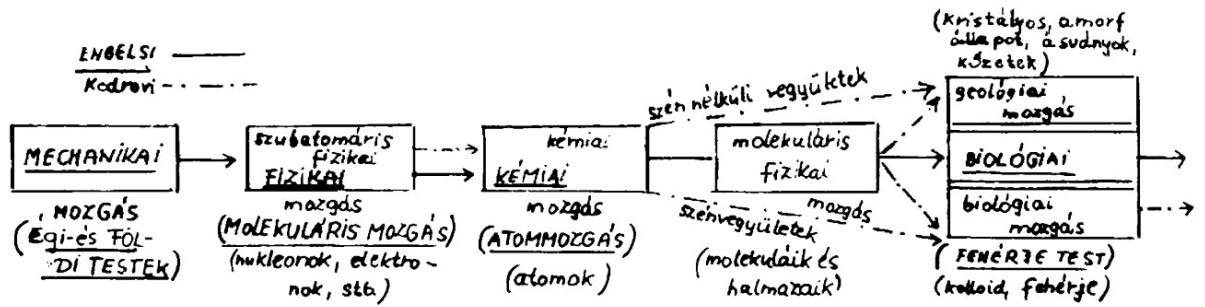 ENGELSI
Kedrovi
MECHANIKAI
MOZGÁS
(Égi-és FÖL-
DI TESTEK)
szubatomáris
fizikai
FIZIKAI
mozgás
(MOLEKULÁRIS MOZGÁS)
(nukleonok, elektro-
nok, stb.)
kémiai
KÉMIAI
mozgás
(ATOMMOZGÁS)
(atomok)
szén nélküli vegyületek
szénvegyületek
molekuláris
fizikai
mozgás
(molekulák és
halmazaik)
(kristályos, amorf
állapot, ásványok,
kőzetek)
geológiai
mozgás
BIOLÓGIAI
biológiai
mozgás
(FEHÉRJE TEST)
(kolloid, fehérje)